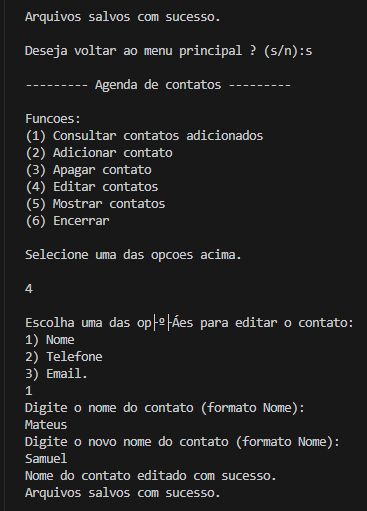 Arquivos salvos com sucesso.
Deseja voltar ao menu principal ? (s/n):s
--------- Agenda de contatos ---------
Funcoes:
(1) Consultar contatos adicionados
(2) Adicionar contato
(3) Apagar contato
(4) Editar contatos
(5) Mostrar contatos
(6) Encerrar
Selecione uma das opcoes acima.
4
Escolha uma das op├º├Áes para editar o contato:
1) Nome
2) Telefone
3) Email.
1
Digite o nome do contato (formato Nome):
Mateus
Digite o novo nome do contato (formato Nome):
Samuel
Nome do contato editado com sucesso.
Arquivos salvos com sucesso.